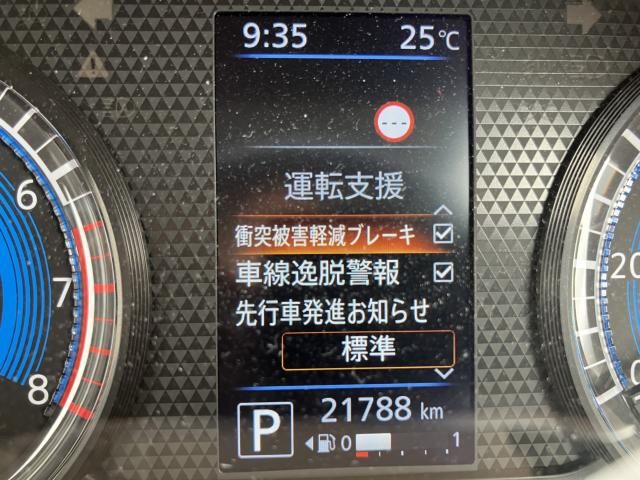 9:35 25℃
---
運転支援
衝突被害軽減ブレーキ
車線逸脱警報
先行車発進お知らせ
標準
6
7
8
20
0
P
21788 km
0 1